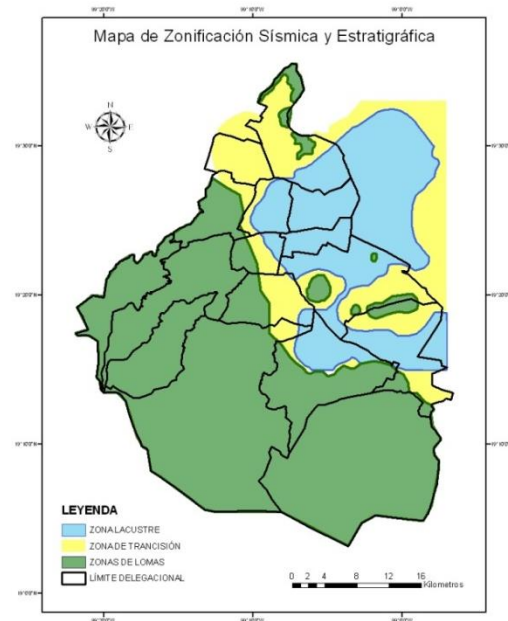 Mapa de Zonificación Sísmica y Estratigráfica
N
W E
S
LEYENDA
ZONA LACUSTRE
ZONA DE TRANCISIÓN
ZONAS DE LOMAS
LÍMITE DELEGACIONAL
0 2 4 8 12 16
Kilometros